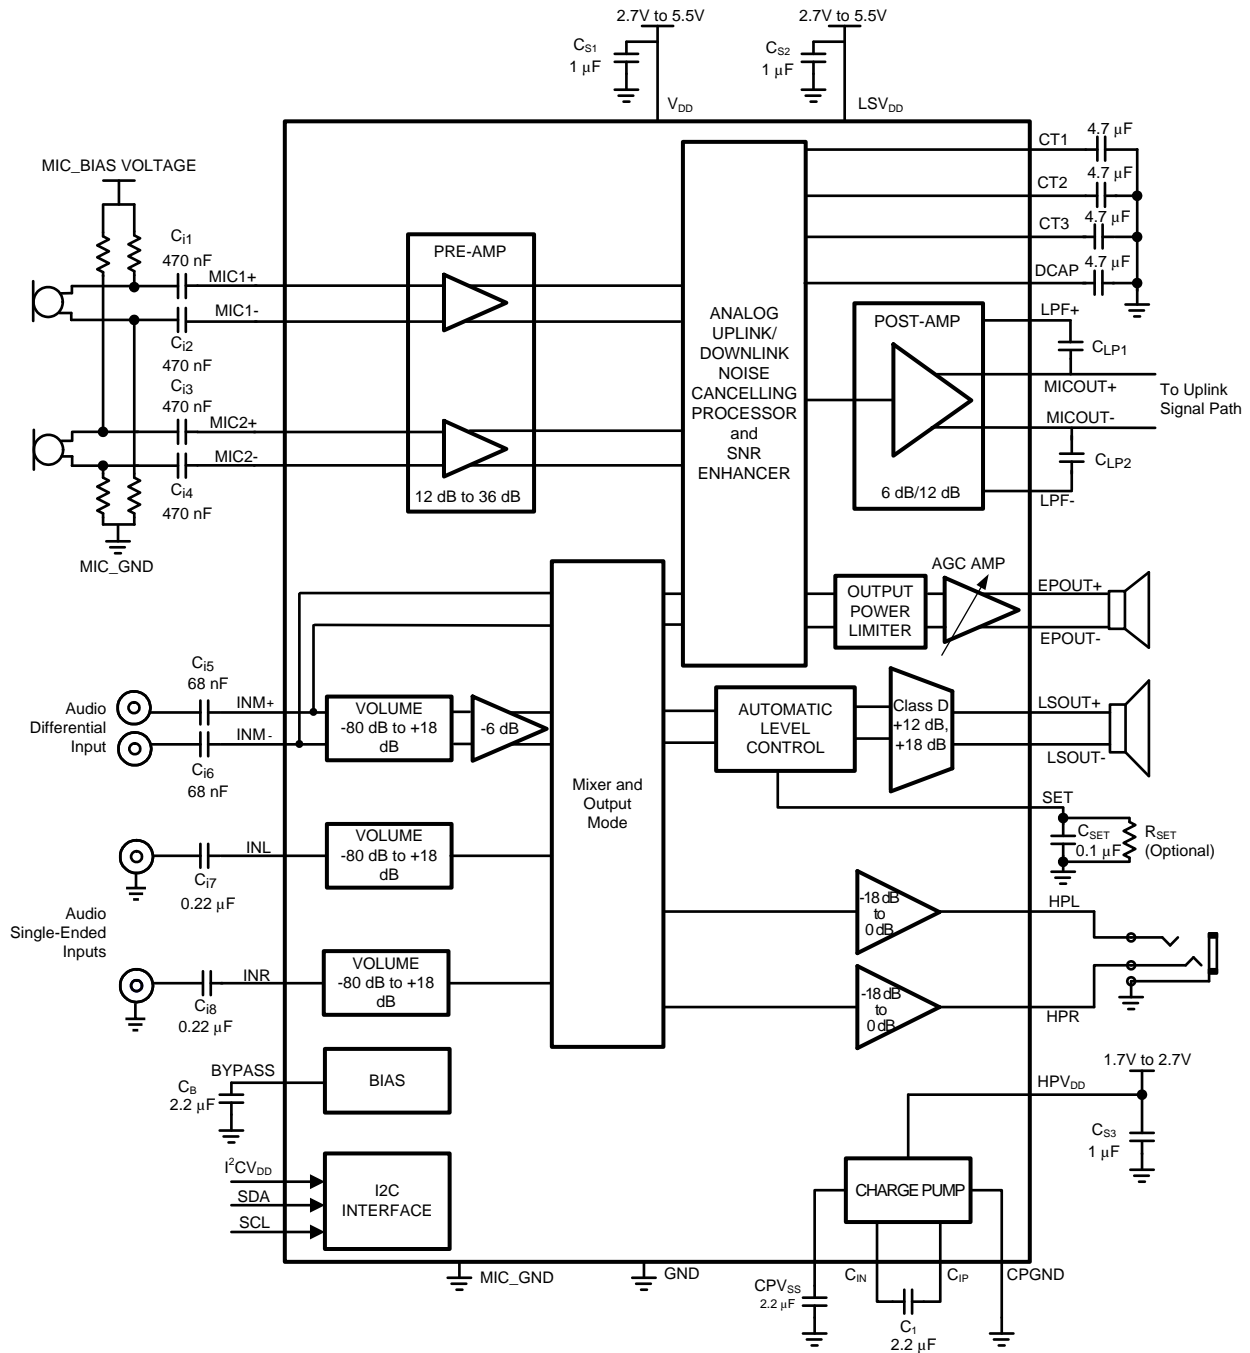 2.7V to 5.5V
2.7V to 5.5V
CS1
1 μF
CS2
1 μF
VDD
LSVDD
MIC_BIAS VOLTAGE
Ci1
470 nF
MIC1+
MIC1-
Ci2
470 nF
Ci3
470 nF
MIC2+
MIC2-
Ci4
470 nF
MIC_GND
PRE-AMP
12 dB to 36 dB
ANALOG
UPLINK/
DOWNLINK
NOISE
CANCELLING
PROCESSOR
and
SNR
ENHANCER
CT1
4.7 μF
CT2
4.7 μF
CT3
4.7 μF
DCAP
4.7 μF
POST-AMP
6 dB/12 dB
LPF+
CLP1
MICOUT+
MICOUT-
To Uplink
Signal Path
CLP2
LPF-
AGC AMP
OUTPUT
POWER
LIMITER
EPOUT+
EPOUT-
Audio
Differential
Input
Ci5
68 nF
INM+
INM-
Ci6
68 nF
VOLUME
-80 dB to +18
dB
-6 dB
Mixer and
Output
Mode
AUTOMATIC
LEVEL
CONTROL
Class D
+12 dB,
+18 dB
LSOUT+
LSOUT-
SET
CSET
0.1 μF
RSET
(Optional)
INL
Ci7
0.22 μF
VOLUME
-80 dB to +18
dB
Audio
Single-Ended
Inputs
INR
Ci8
0.22 μF
VOLUME
-80 dB to +18
dB
-18 dB
to
0 dB
HPL
-18 dB
to
0 dB
HPR
BYPASS
CB
2.2 μF
BIAS
1.7V to 2.7V
HPVDD
CS3
1 μF
I2CVDD
SDA
SCL
I2C
INTERFACE
CHARGE PUMP
MIC_GND
GND
CPVSS
2.2 μF
CIN
CIP
C1
2.2 μF
CPGND